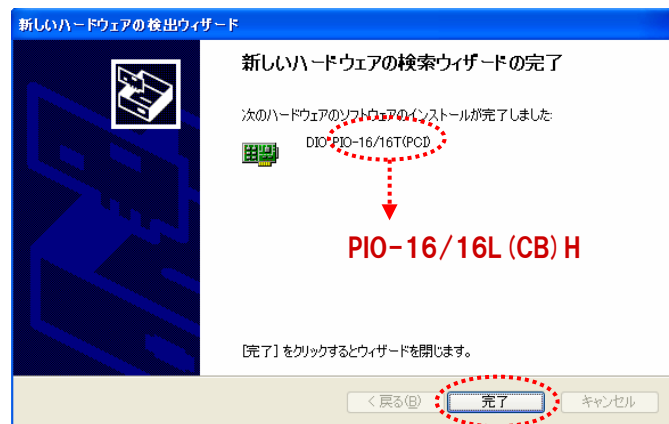 新しいハードウェアの検出ウィザード
新しいハードウェアの検索ウィザードの完了
次のハードウェアのソフトウェアのインストールが完了しました:
DIO PIO-16/16T(PCI)
PIO-16/16L(CB)H
[完了] をクリックするとウィザードを閉じます。
< 戻る(B)
完了
キャンセル